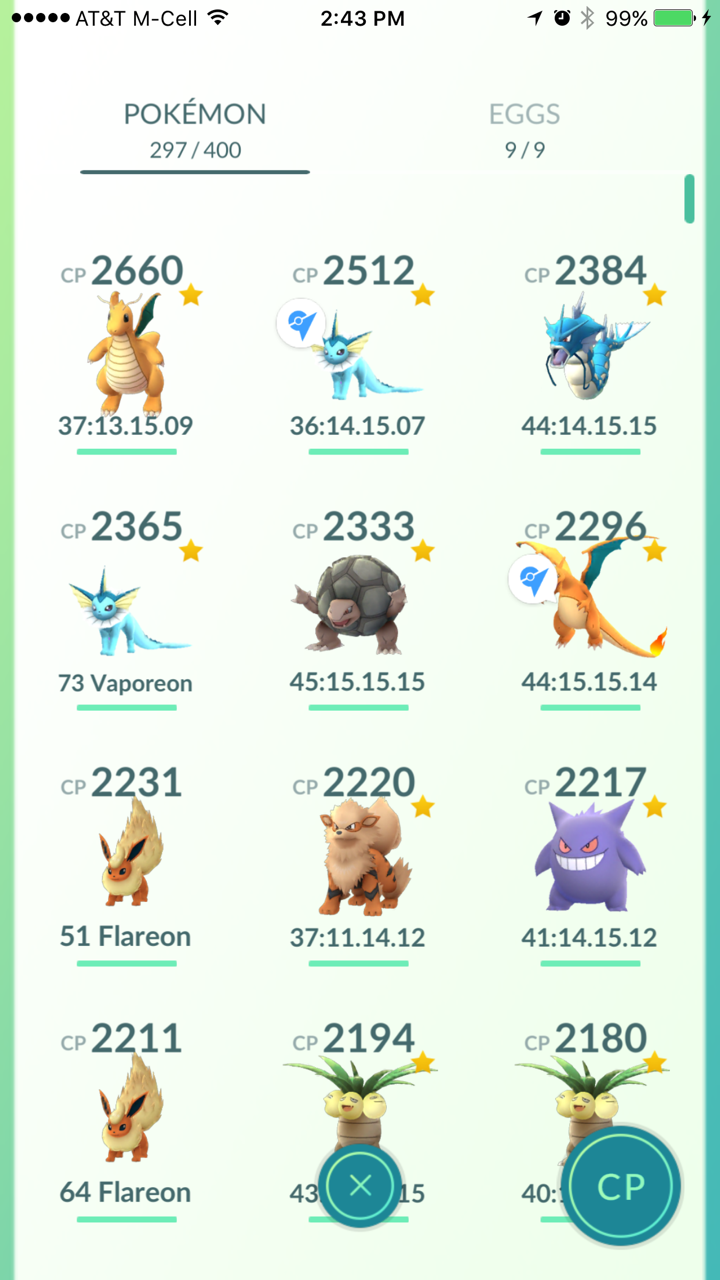 AT&T M-Cell 2:43 PM 99%
POKÉMON EGGS
297 / 400 9 / 9
CP 2660 CP 2512 CP 2384
37:13.15.09 36:14.15.07 44:14.15.15
CP 2365 CP 2333 CP 2296
73 Vaporeon 45:15.15.15 44:15.15.14
CP 2231 CP 2220 CP 2217
51 Flareon 37:11.14.12 41:14.15.12
CP 2211 CP 2194 CP 2180
64 Flareon 43 15 40:
CP